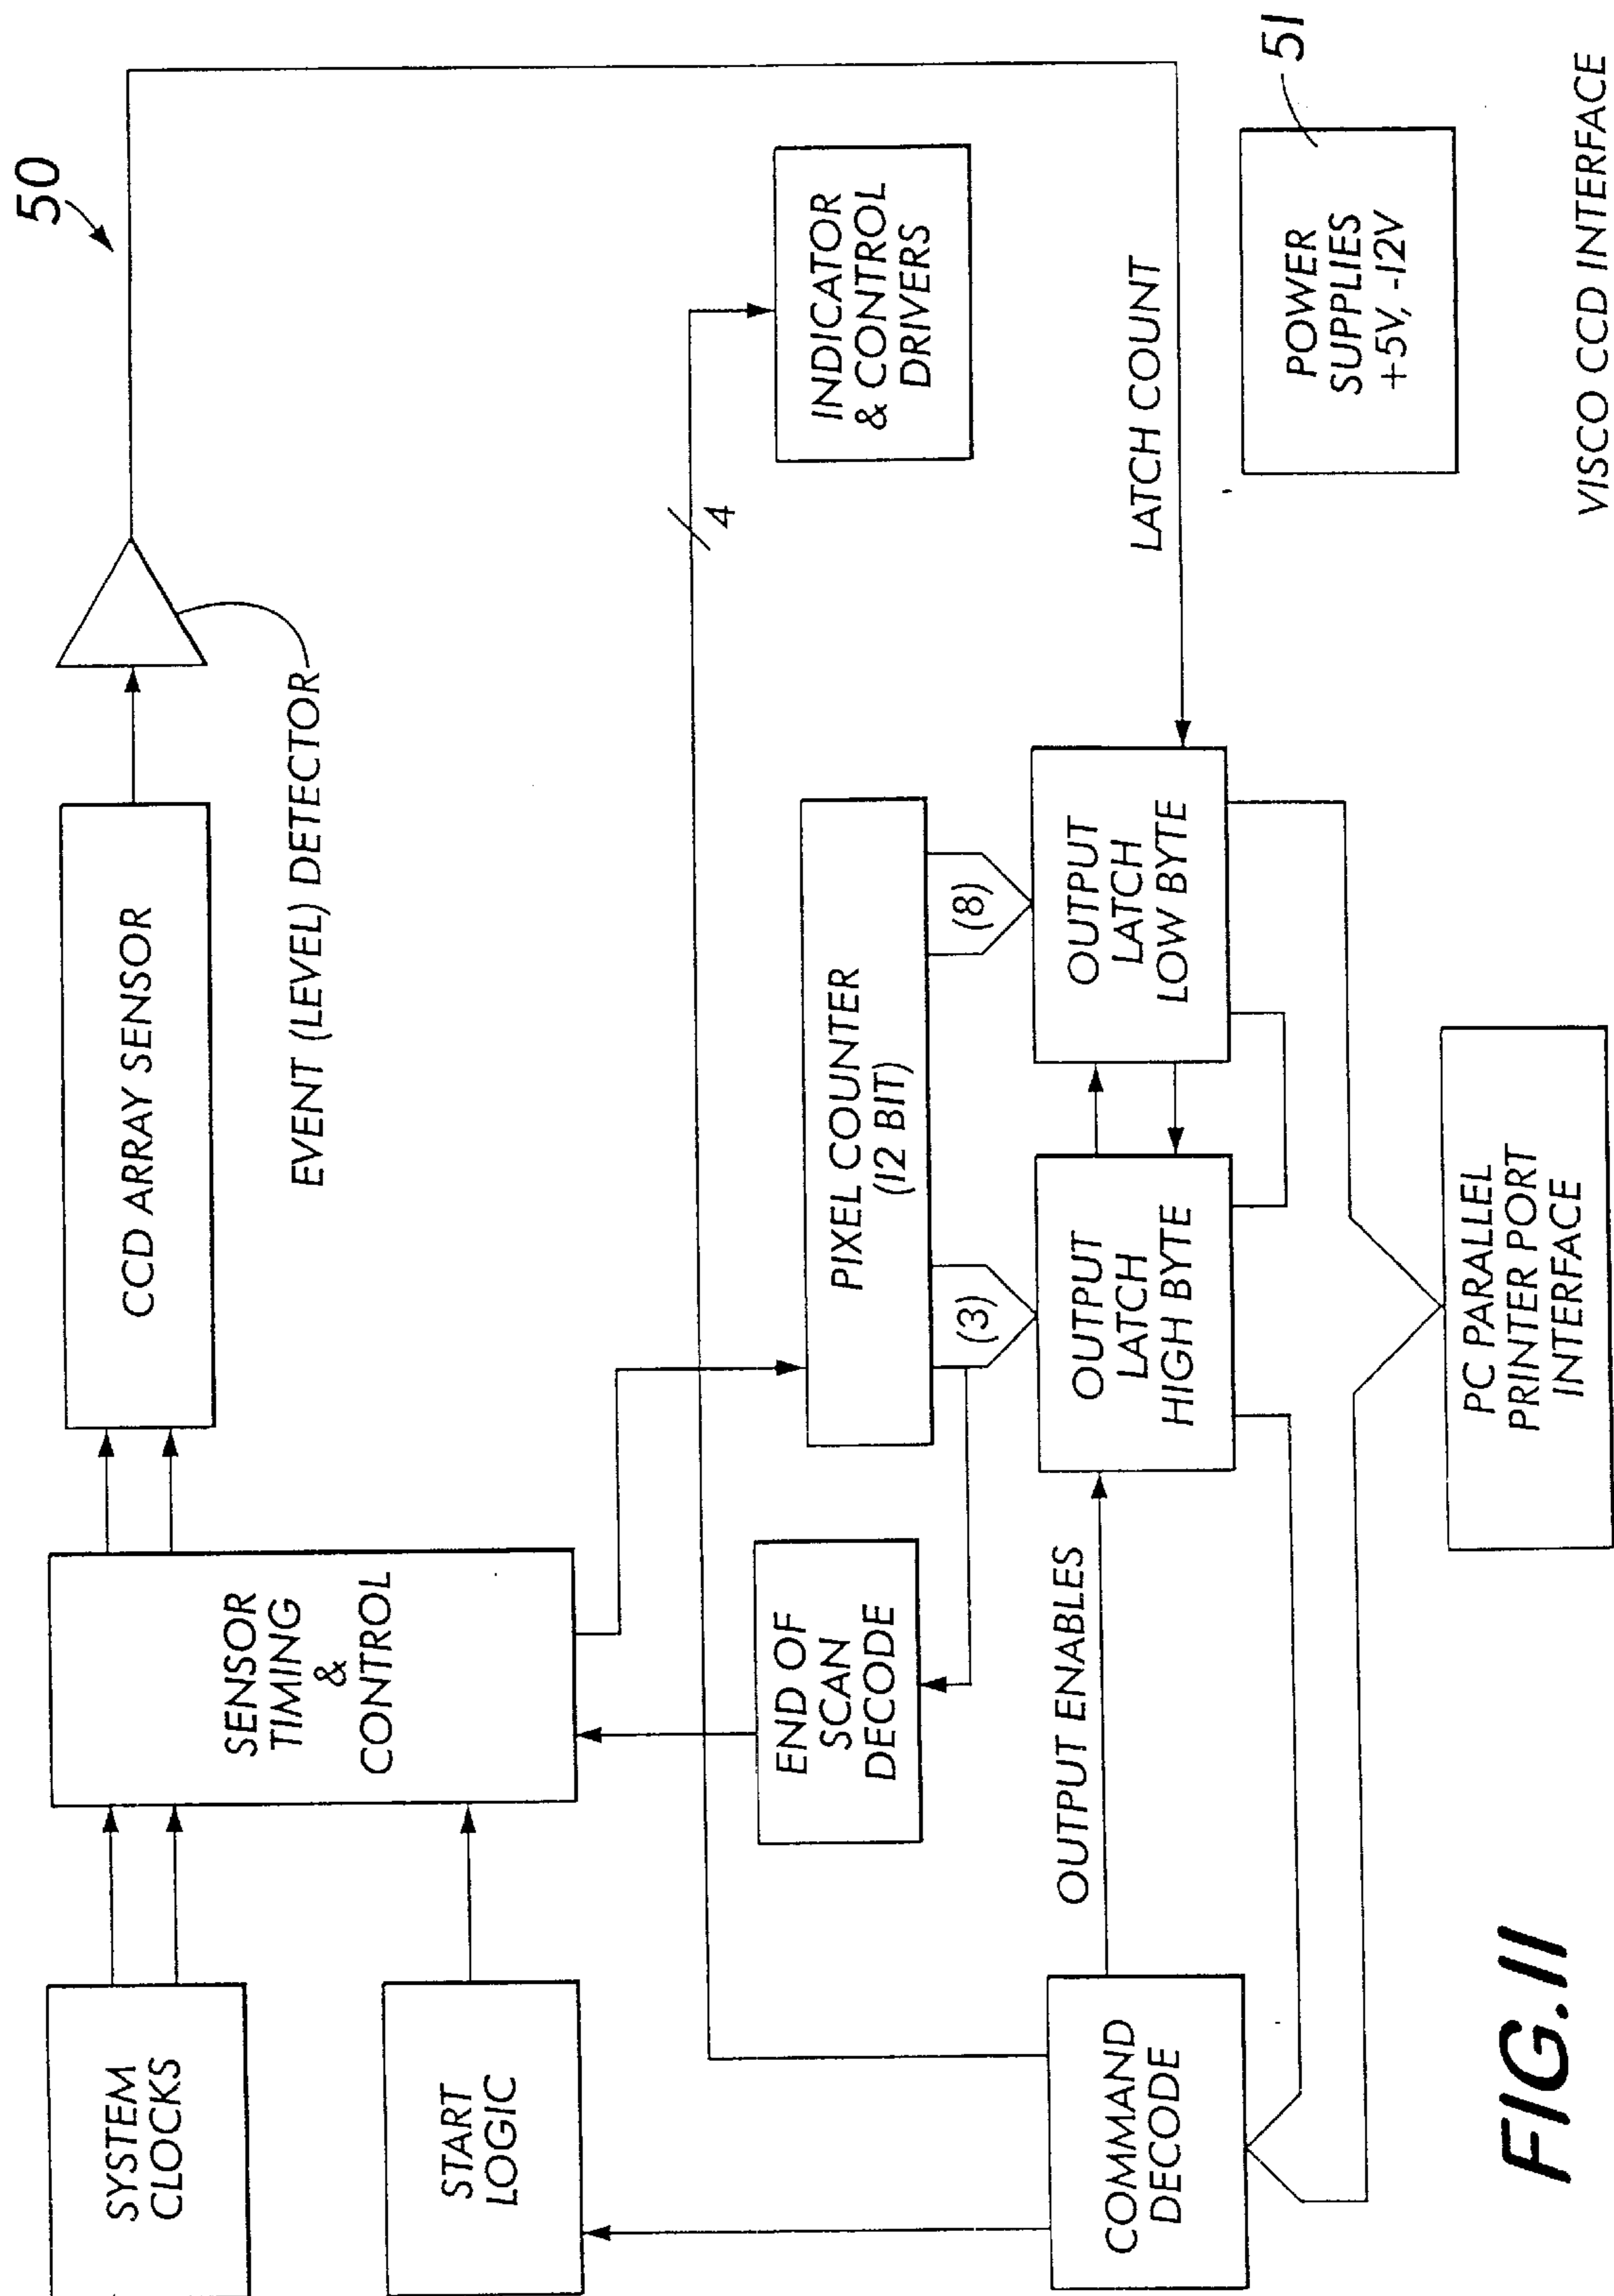 50
SYSTEM
CLOCKS
SENSOR
TIMING
&
CONTROL
CCD ARRAY SENSOR
EVENT (LEVEL) DETECTOR
START
LOGIC
4
INDICATOR
& CONTROL
DRIVERS
END OF
SCAN
DECODE
PIXEL COUNTER
(12 BIT)
(3)
(8)
COMMAND
DECODE
OUTPUT ENABLES
OUTPUT
LATCH
HIGH BYTE
OUTPUT
LATCH
LOW BYTE
LATCH COUNT
PC PARALLEL
PRINTER PORT
INTERFACE
POWER
SUPPLIES
+5V, -12V
51
FIG.11
VISCO CCD INTERFACE